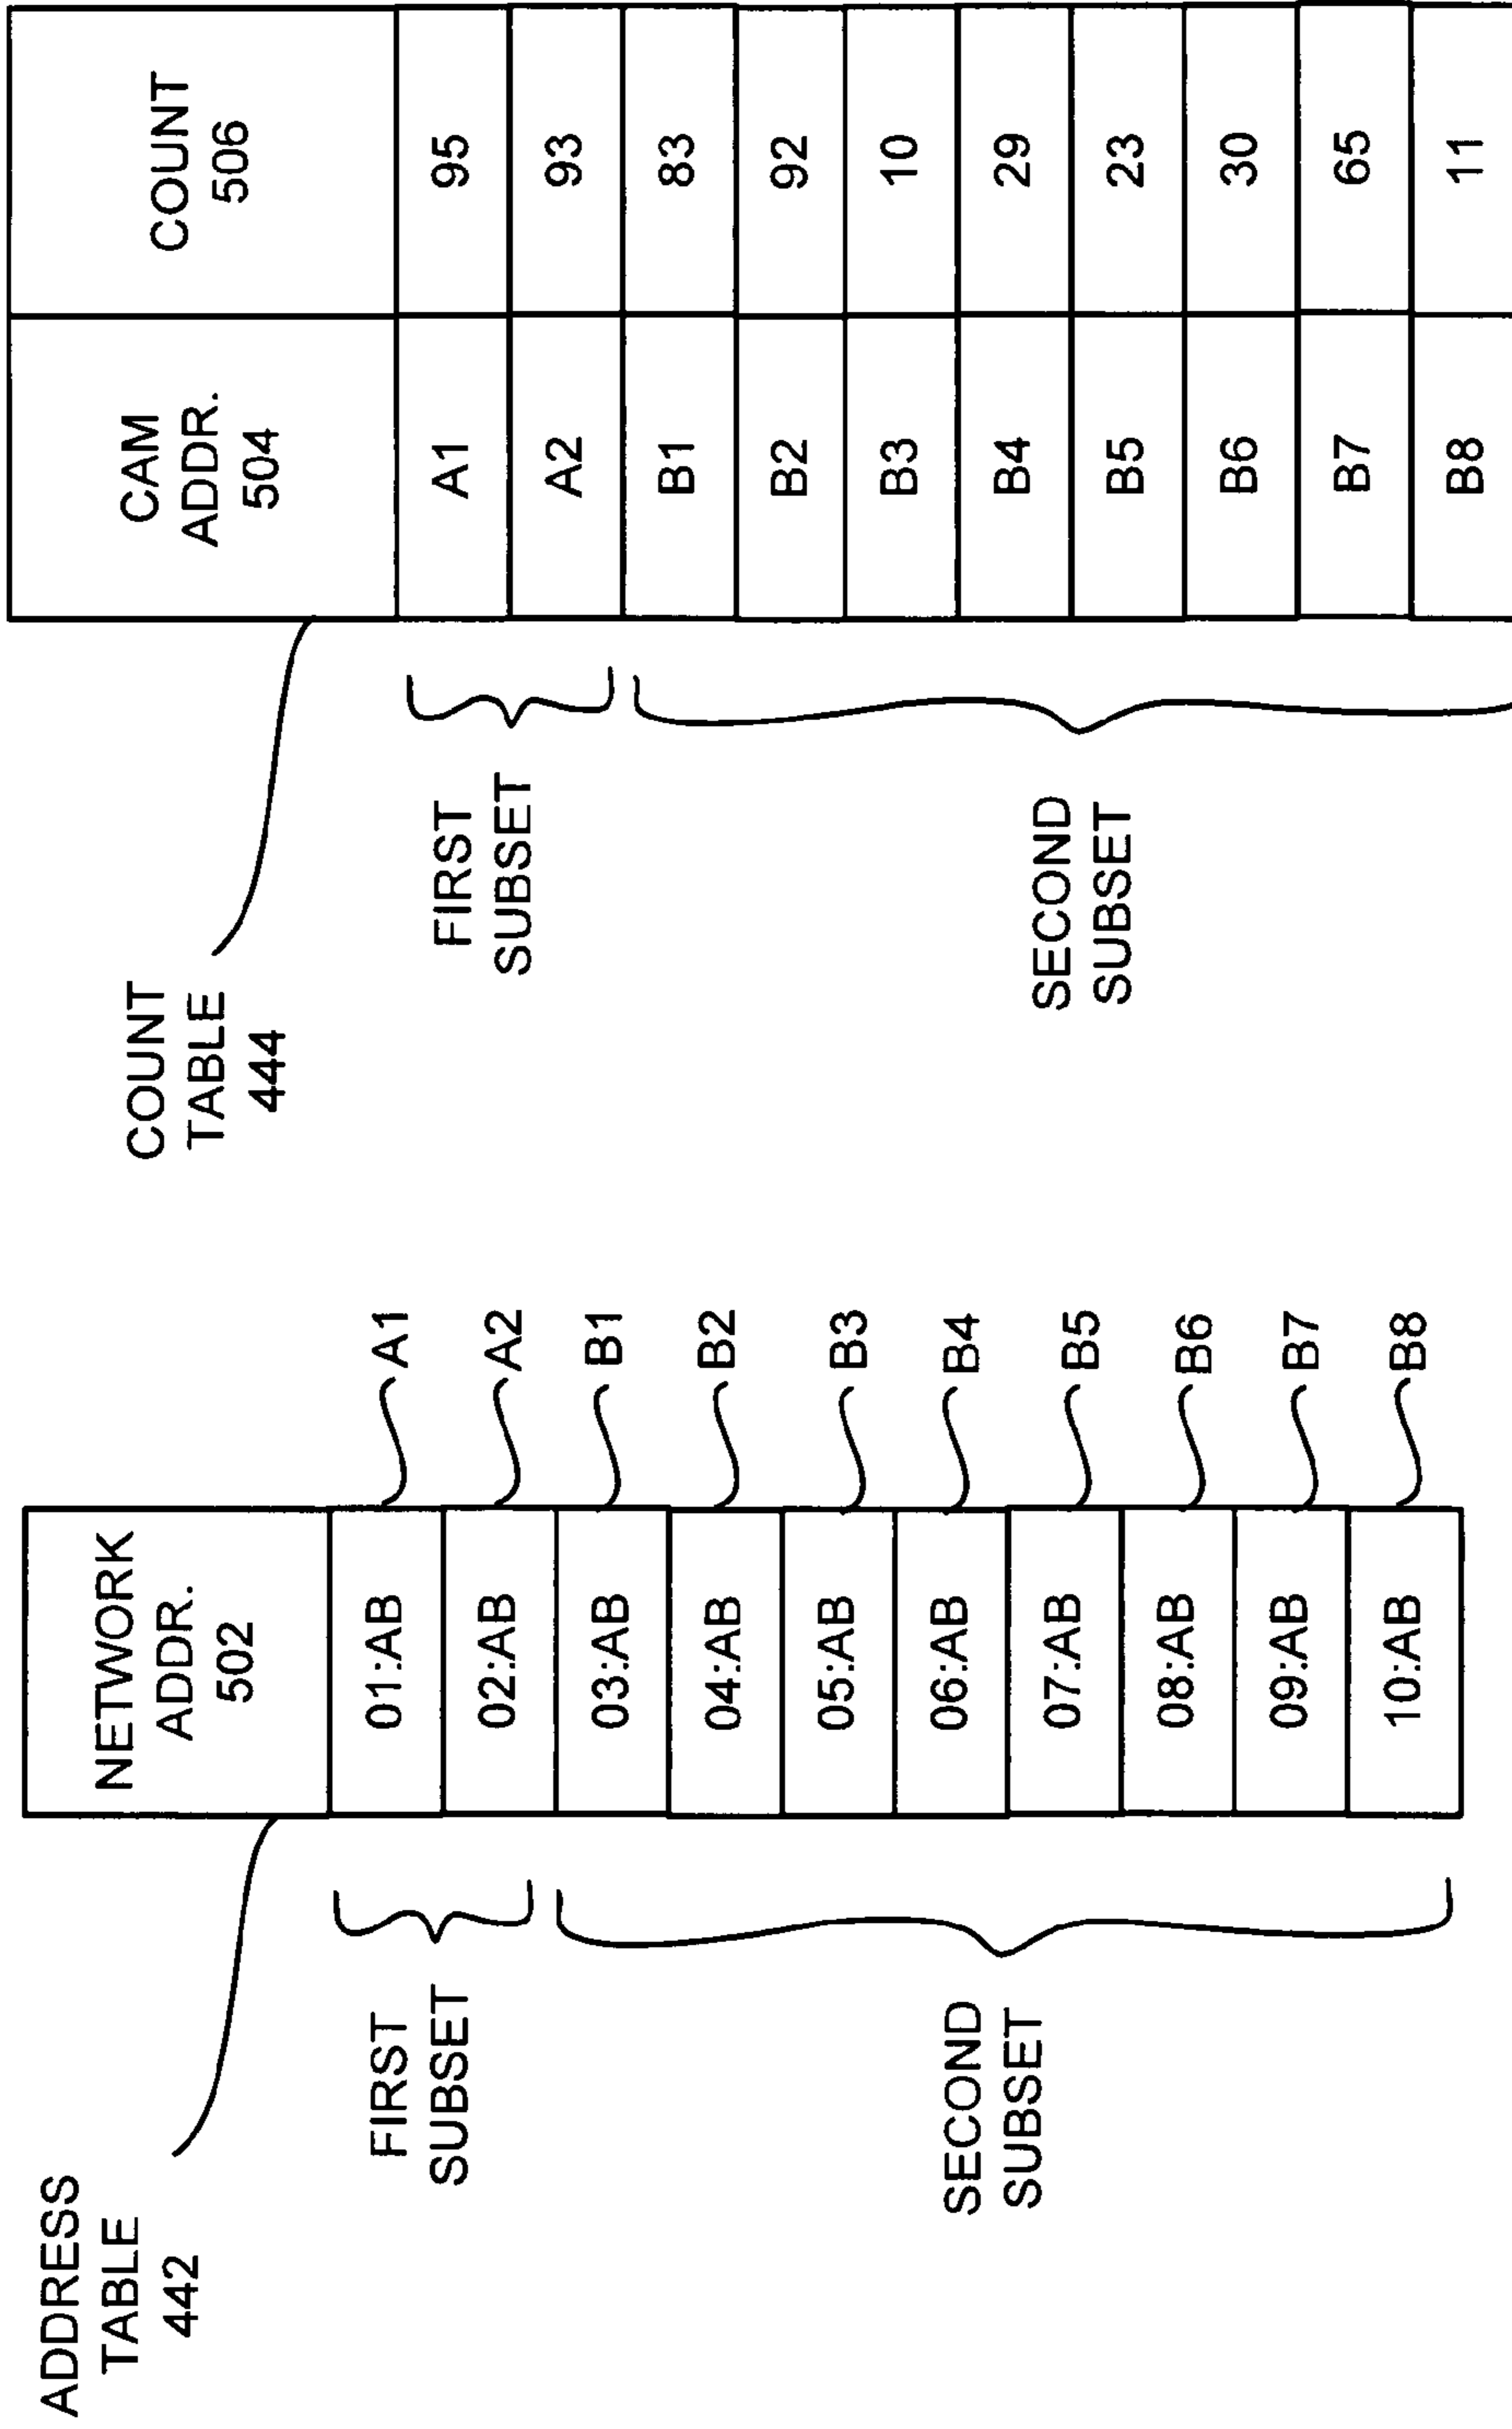 ADDRESS
TABLE
442
NETWORK
ADDR.
502
01:AB
A1
02:AB
A2
03:AB
B1
04:AB
B2
05:AB
B3
06:AB
B4
07:AB
B5
08:AB
B6
09:AB
B7
10:AB
B8
FIRST
SUBSET
SECOND
SUBSET
COUNT
TABLE
444
CAM
ADDR.
504
COUNT
506
A1 95
A2 93
B1 83
B2 92
B3 10
B4 29
B5 23
B6 30
B7 65
B8 11
FIRST
SUBSET
SECOND
SUBSET